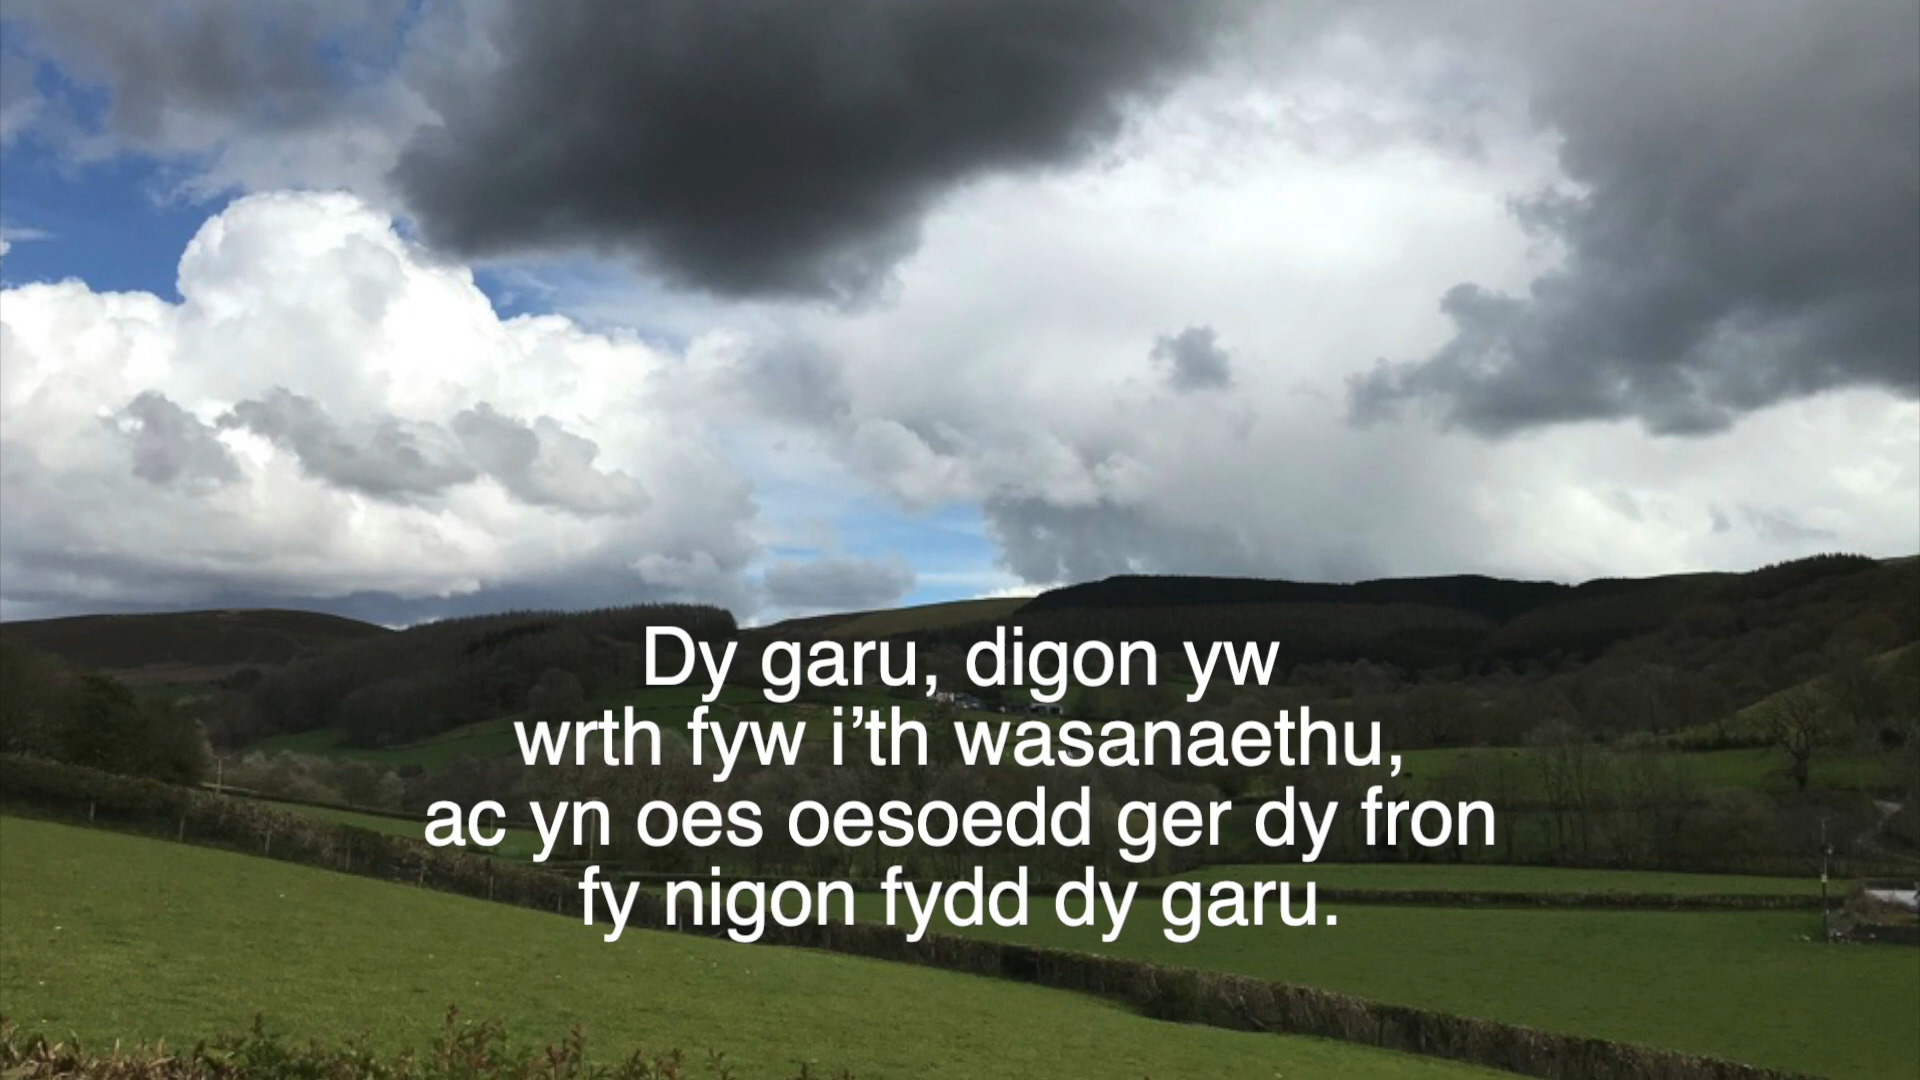 Dy garu, digon yw
wrth fyw i’th wasanaethu,
ac yn oes oesoedd ger dy fron
fy nigon fydd dy garu.